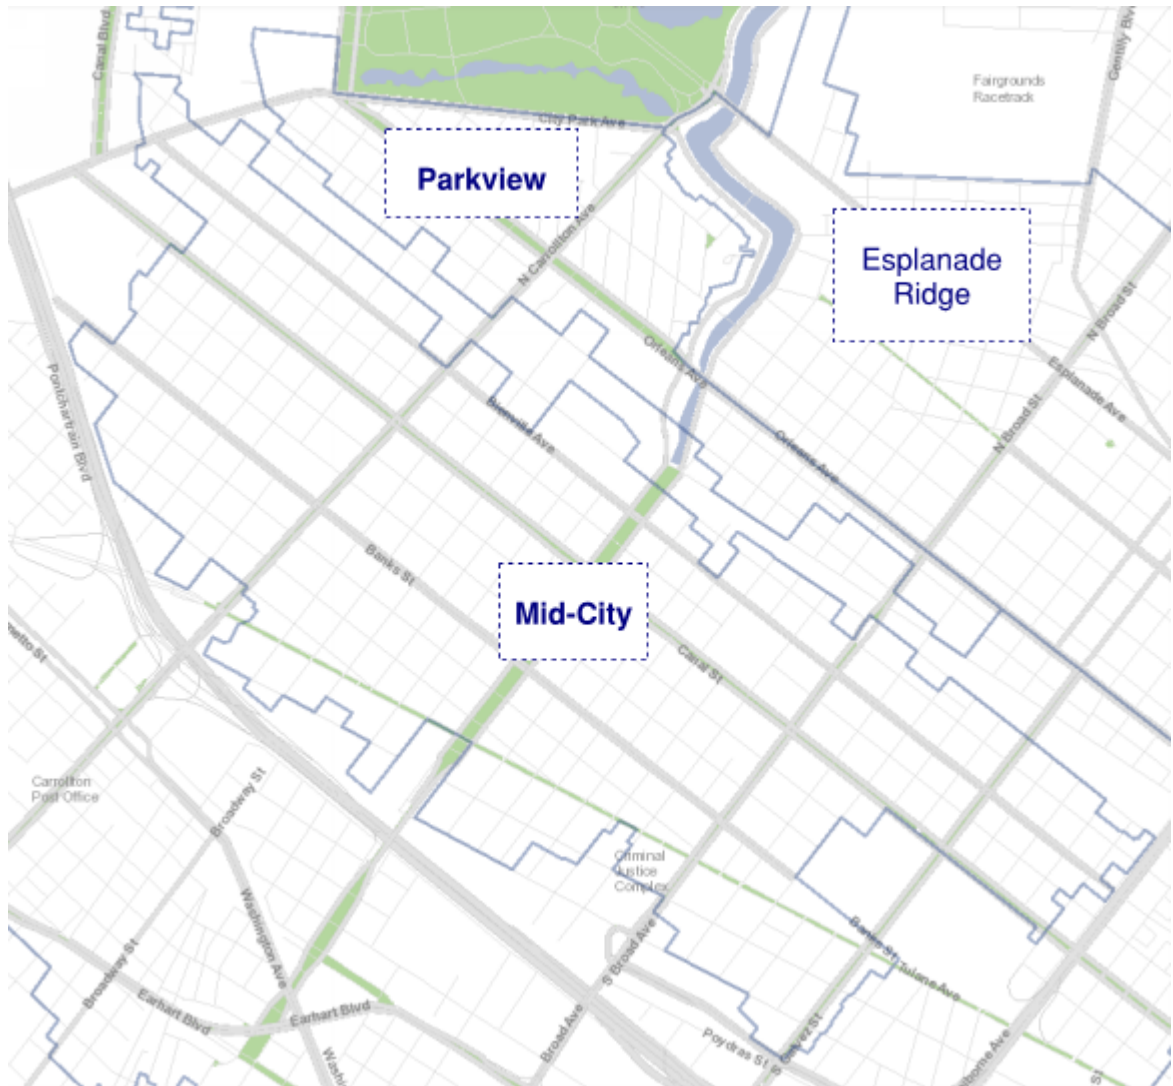 Canal Blvd
Gentilly Blv
Fairgrounds
Racetrack
City Park Ave
Parkview
N Carrollton Ave
Esplanade
Ridge
N Broad St
Orleans Ave
Esplanade Ave
Pontchartrain Blvd
Bienville Ave
N Broad St
Orleans Ave
Banks St
Mid-City
Canal St
Carrollton
Post Office
Broadway St
Criminal
Justice
Complex
Washington Ave
Banks St
Tulane Ave
S Broad Ave
Broadway St
Earhart Blvd
Earhart Blvd
Broad Ave
Poydras St
S Galvez St